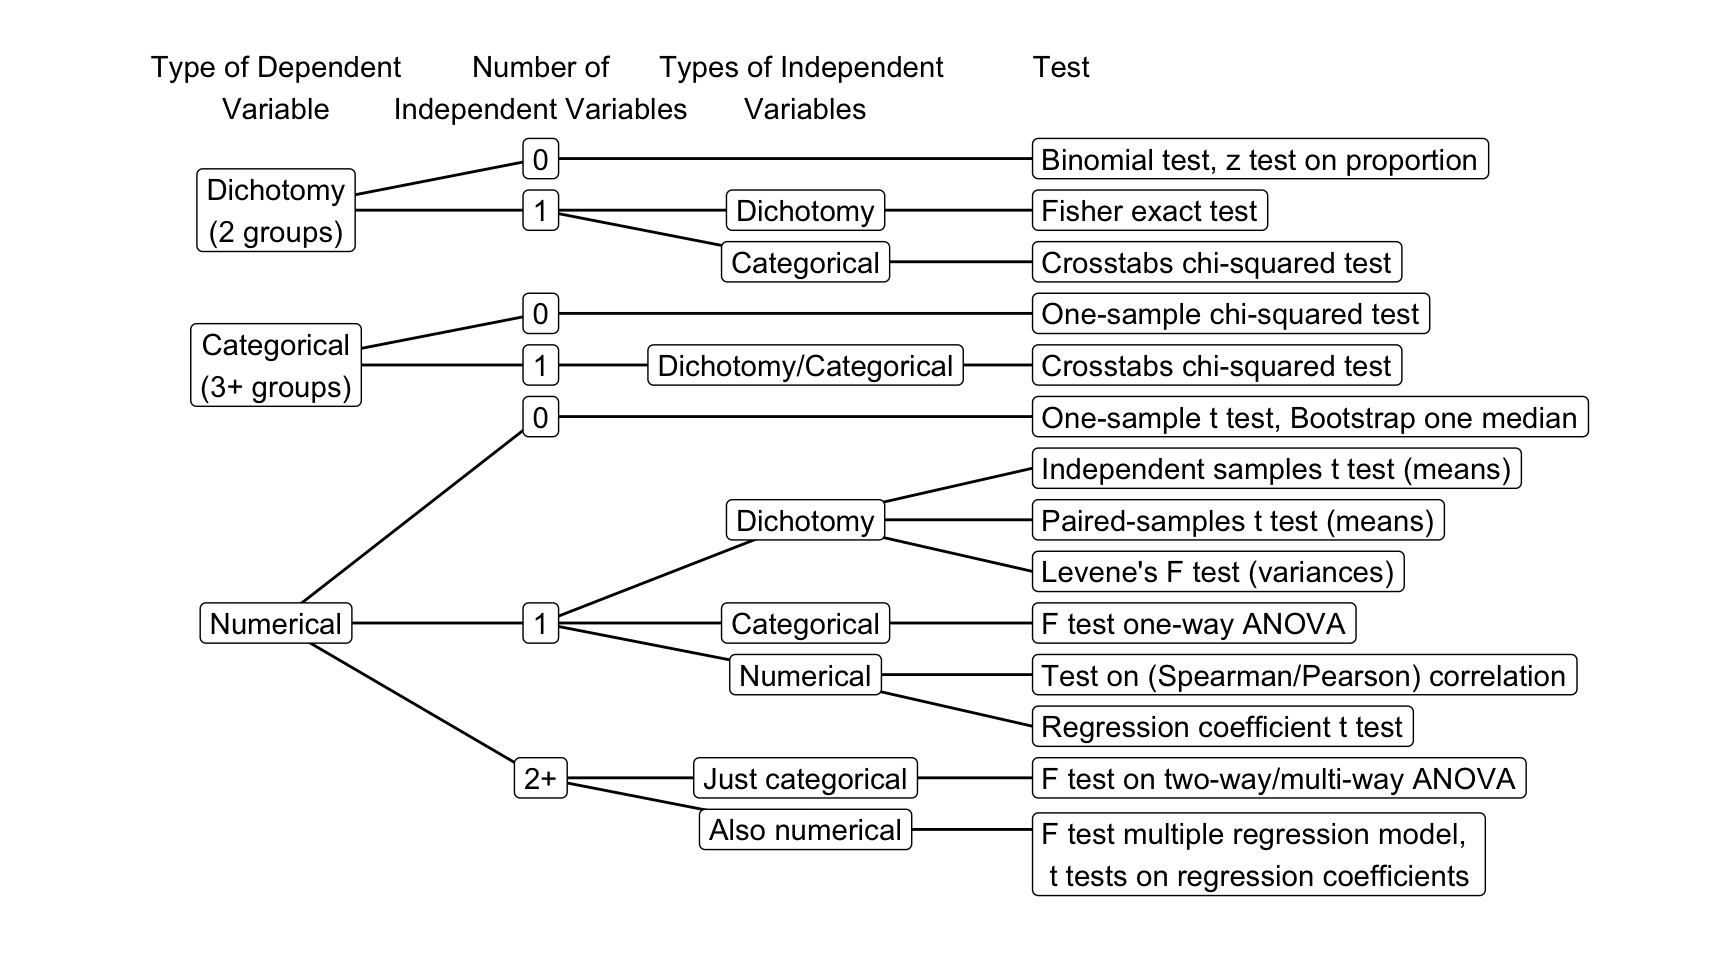 Type of Dependent
Variable
Number of
Independent Variables
Types of Independent
Variables
Test
Dichotomy
(2 groups)
0
Binomial test, z test on proportion
1
Dichotomy
Fisher exact test
Categorical
Crosstabs chi-squared test
Categorical
(3+ groups)
0
One-sample chi-squared test
1
Dichotomy/Categorical
Crosstabs chi-squared test
Numerical
0
One-sample t test, Bootstrap one median
1
Dichotomy
Independent samples t test (means)
Paired-samples t test (means)
Levene's F test (variances)
Categorical
F test one-way ANOVA
Numerical
Test on (Spearman/Pearson) correlation
Regression coefficient t test
2+
Just categorical
F test on two-way/multi-way ANOVA
Also numerical
F test multiple regression model,
t tests on regression coefficients